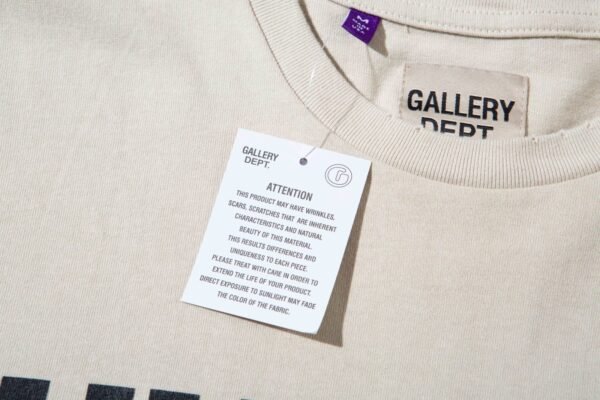 M
GALLERY
DEPT.
GALLERY
DEPT.
ATTENTION
THIS PRODUCT MAY HAVE WRINKLES,
SCARS, SCRATCHES THAT ARE INHERENT
CHARACTERISTICS AND NATURAL
BEAUTY OF THIS MATERIAL.
THIS RESULTS DIFFERENCES AND
UNIQUENESS TO EACH PIECE.
PLEASE TREAT WITH CARE IN ORDER TO
EXTEND THE LIFE OF YOUR PRODUCT.
DIRECT EXPOSURE TO SUNLIGHT MAY FADE
THE COLOR OF THE FABRIC.